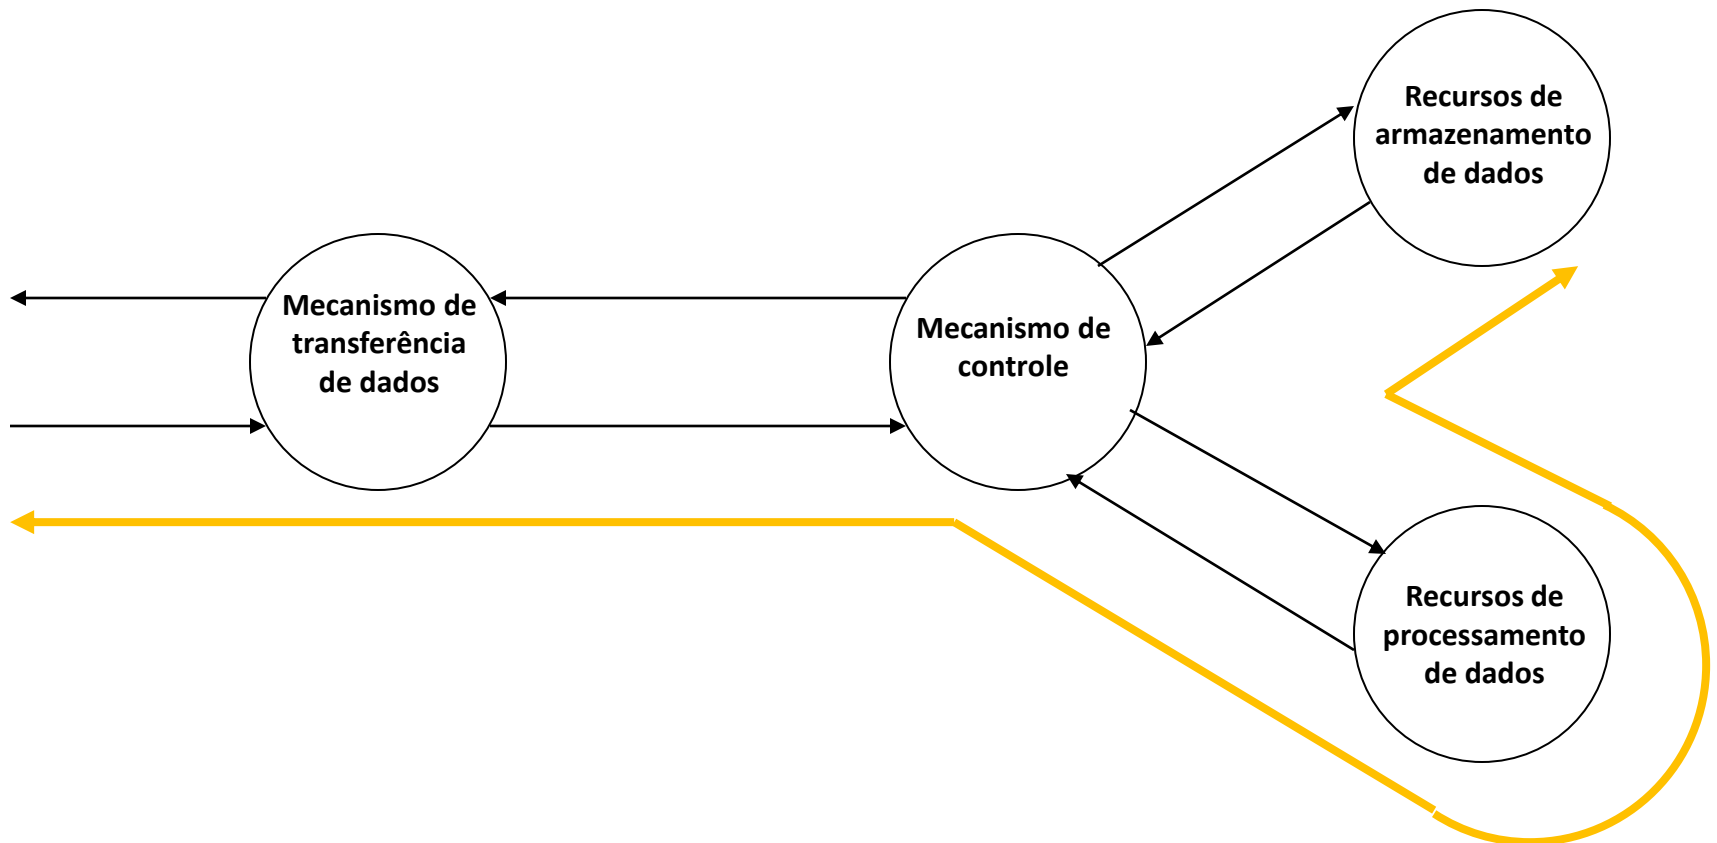 Recursos de
armazenamento
de dados
Mecanismo de
transferência
de dados
Mecanismo de
controle
Recursos de
processamento
de dados